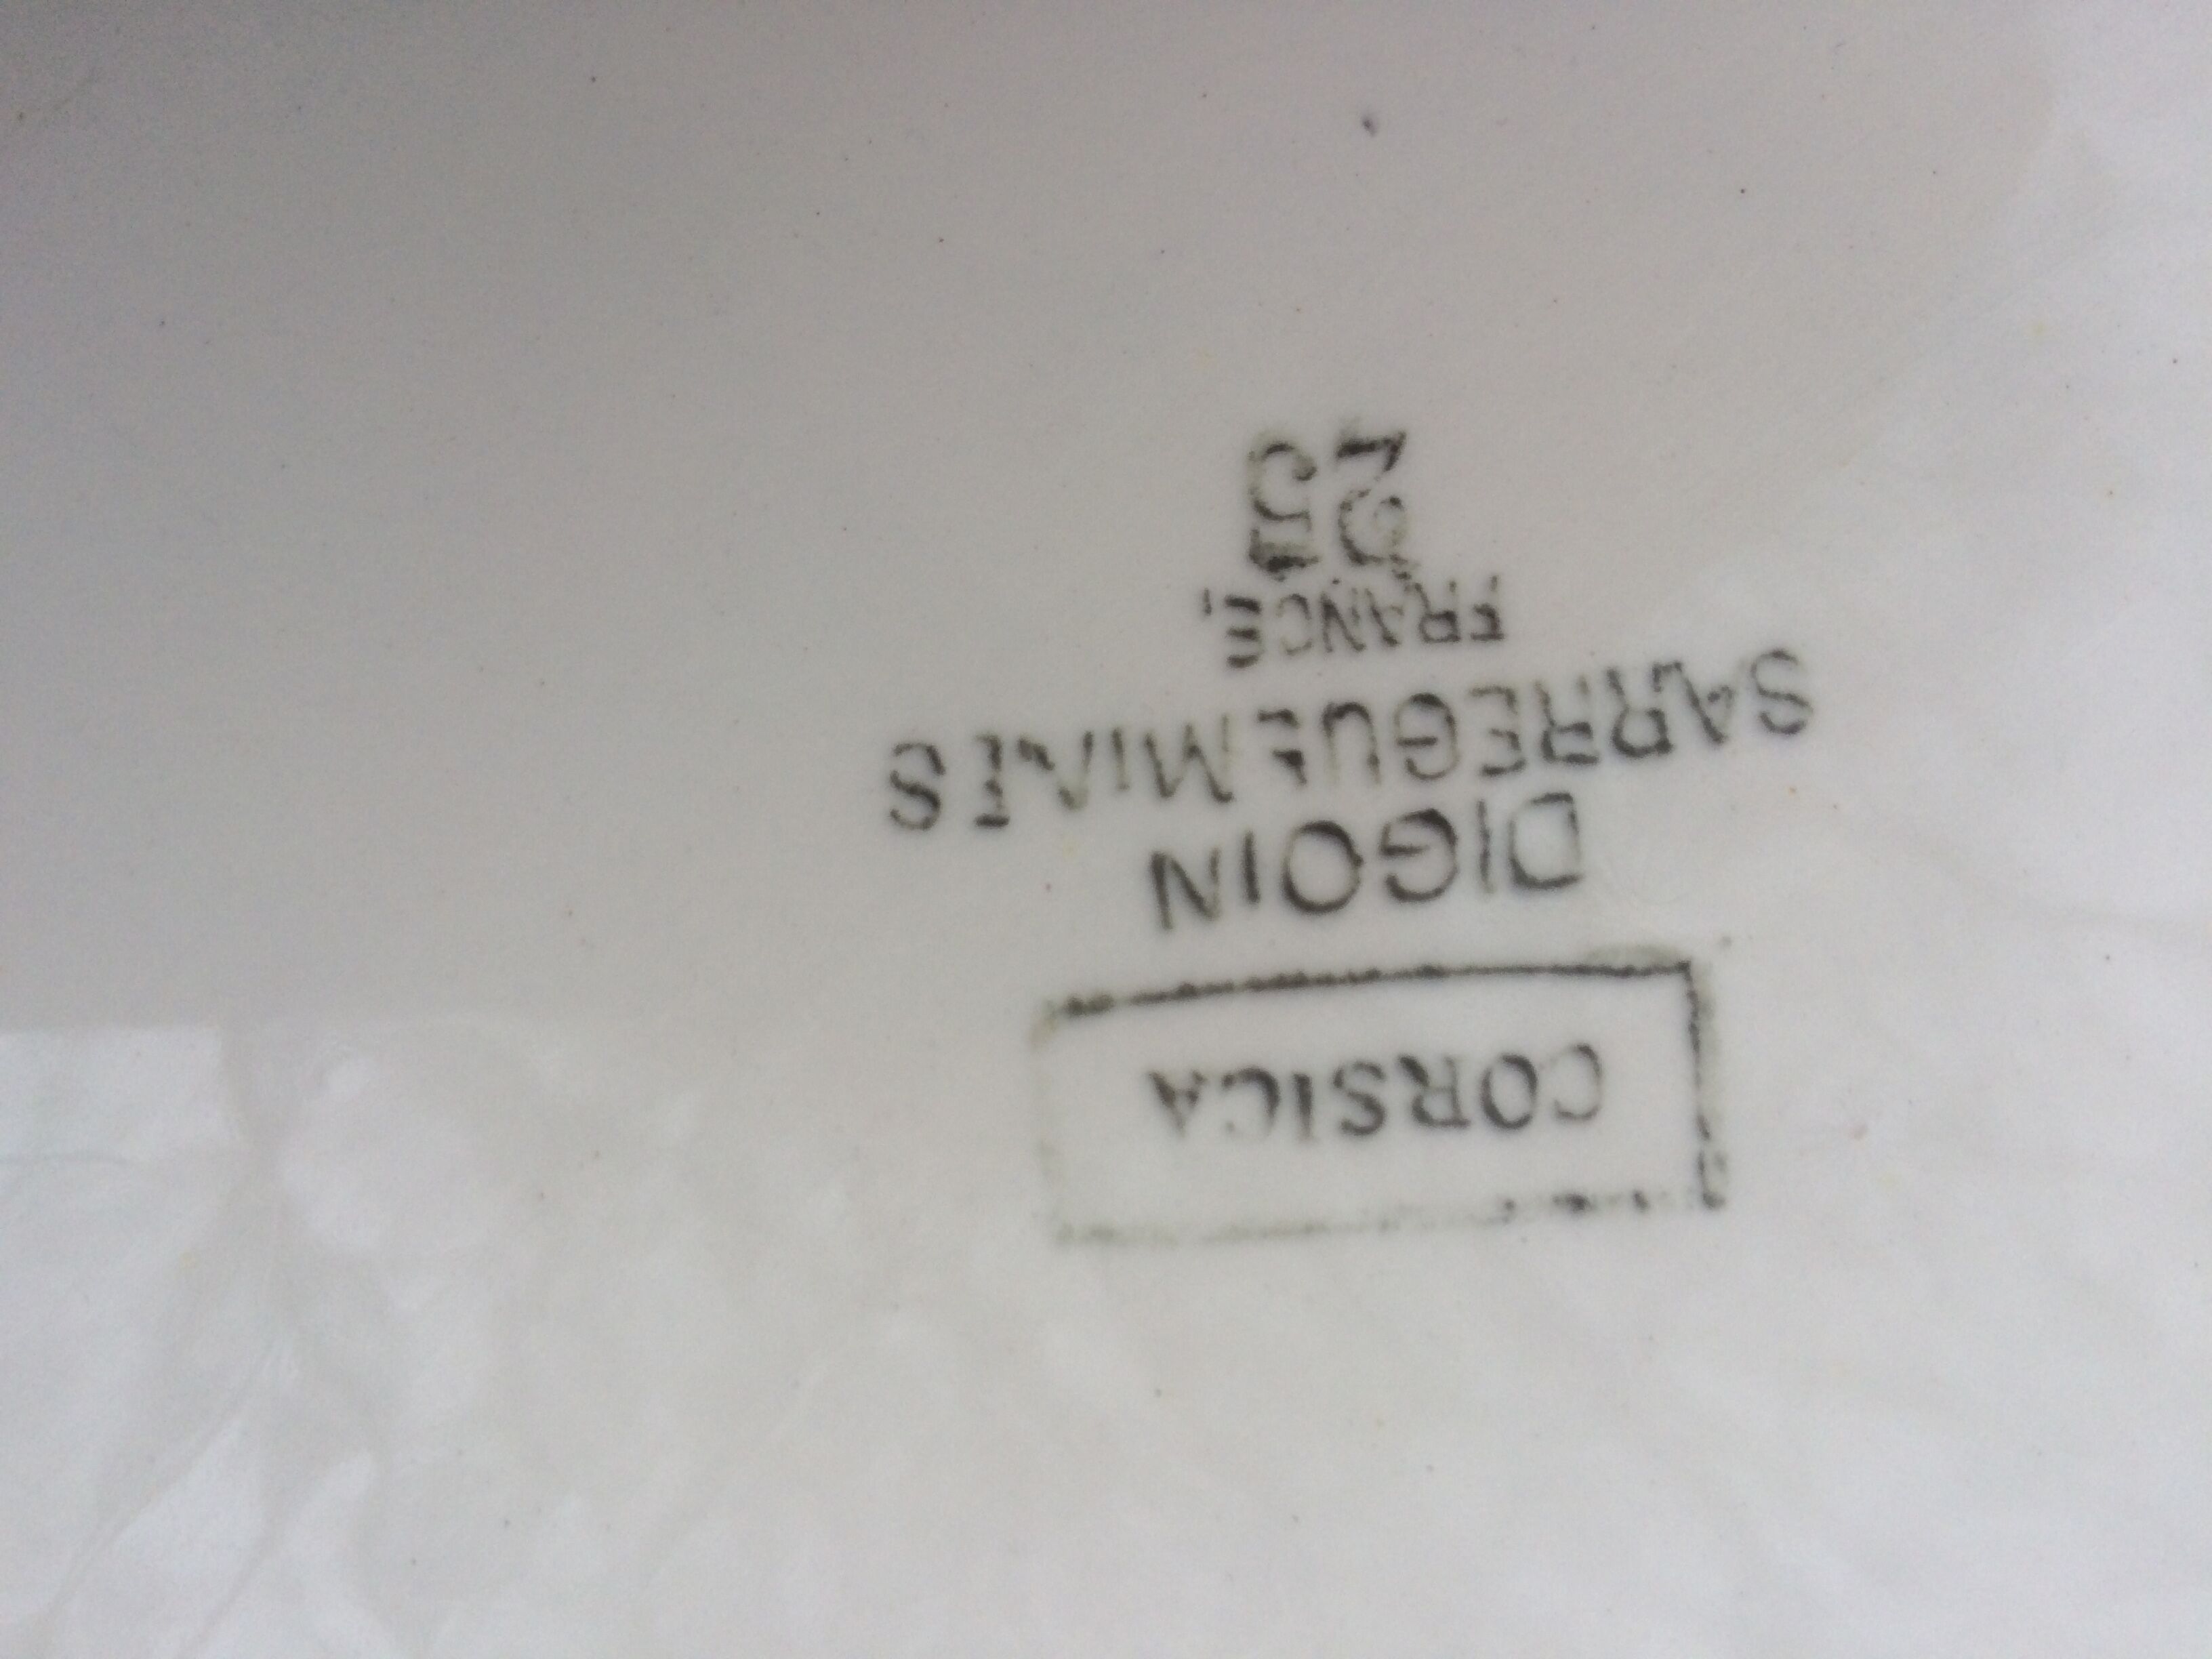 CORSICA
DIGOIN
SARREGUEMINES
FRANCE.
25